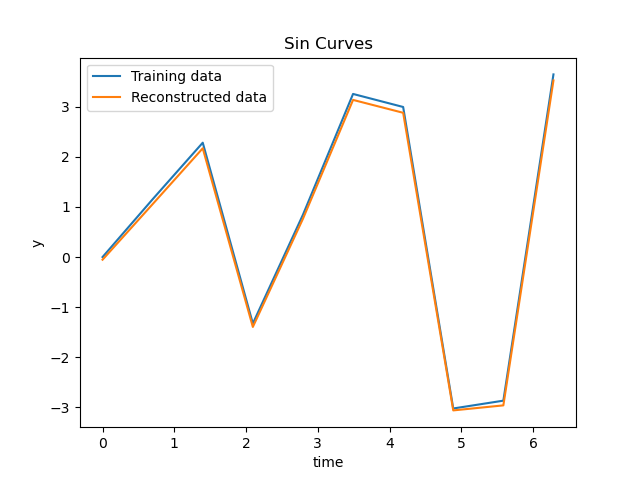 Sin Curves
Training data
Reconstructed data
3
2
1
0
−1
−2
−3
y
0 1 2 3 4 5 6
time